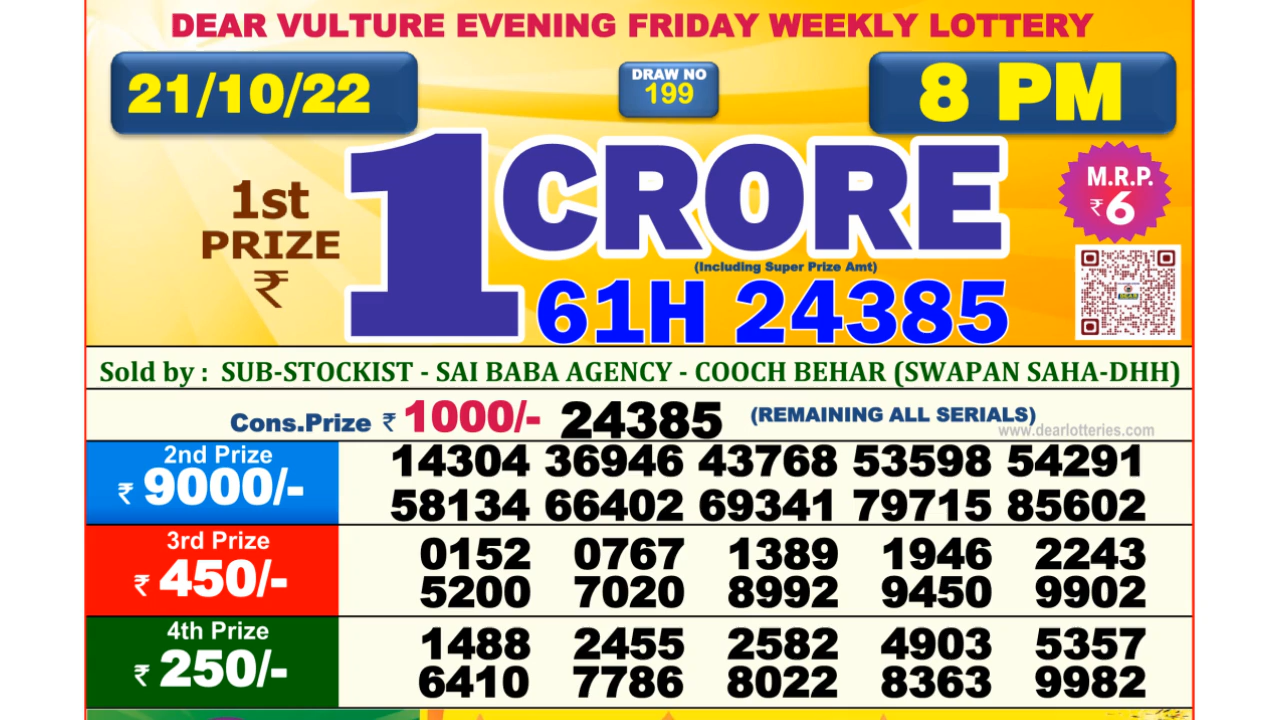 DEAR VULTURE EVENING FRIDAY WEEKLY LOTTERY
21/10/22
DRAW NO
199
8 PM
1st
PRIZE
₹
1 CRORE
(Including Super Prize Amt)
61H 24385
M.R.P.
₹ 6
Sold by : SUB-STOCKIST - SAI BABA AGENCY - COOCH BEHAR (SWAPAN SAHA-DHH)
Cons.Prize ₹ 1000/- 24385 (REMAINING ALL SERIALS)
www.dearlotteries.com
2nd Prize
₹ 9000/-
14304 36946 43768 53598 54291
58134 66402 69341 79715 85602
3rd Prize
₹ 450/-
0152 0767 1389 1946 2243
5200 7020 8992 9450 9902
4th Prize
₹ 250/-
1488 2455 2582 4903 5357
6410 7786 8022 8363 9982